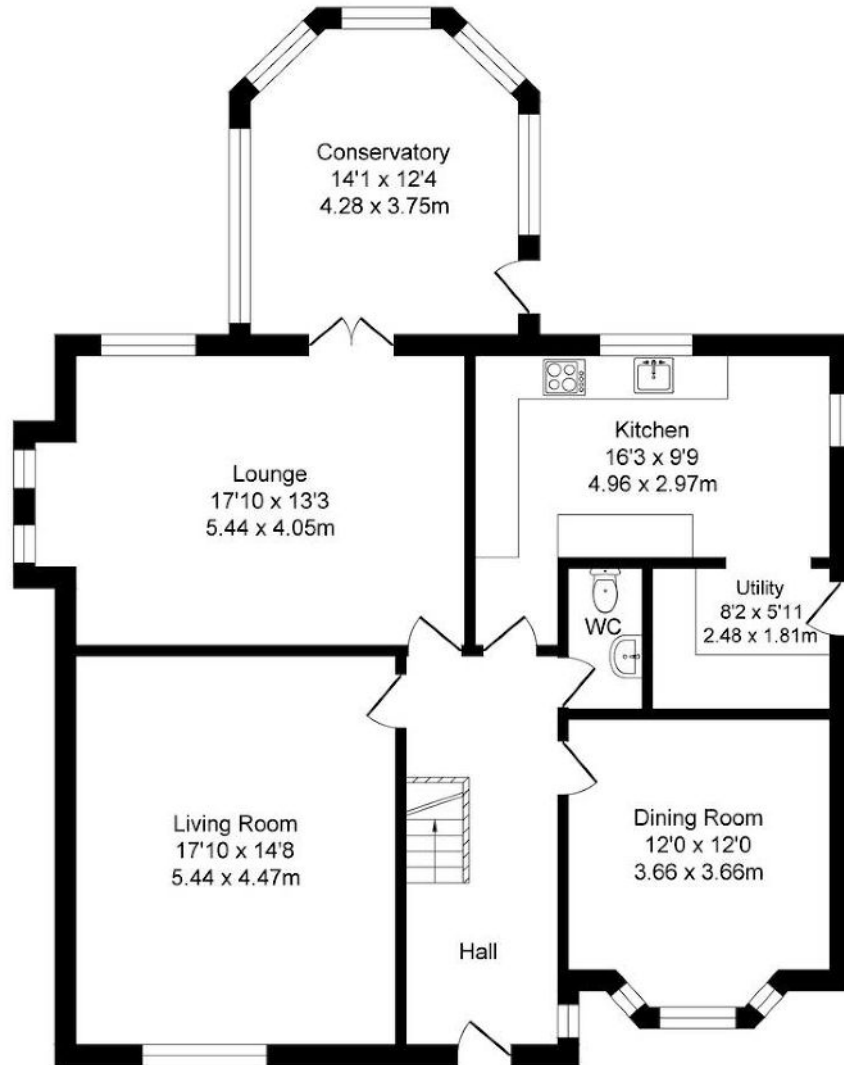 Conservatory
14'1 x 12'4
4.28 x 3.75m
Kitchen
16'3 x 9'9
4.96 x 2.97m
Lounge
17'10 x 13'3
5.44 x 4.05m
Utility
8'2 x 5'11
2.48 x 1.81m
WC
Living Room
17'10 x 14'8
5.44 x 4.47m
Dining Room
12'0 x 12'0
3.66 x 3.66m
Hall